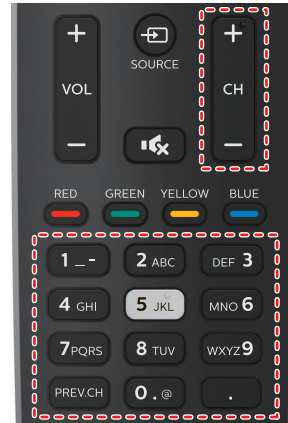 + +
SOURCE
VOL CH
− −
RED GREEN YELLOW BLUE
1 _- 2 ABC DEF 3
4 GHI 5 JKL MNO 6
7PQRS 8 TUV WXYZ9
PREV.CH 0.@ .